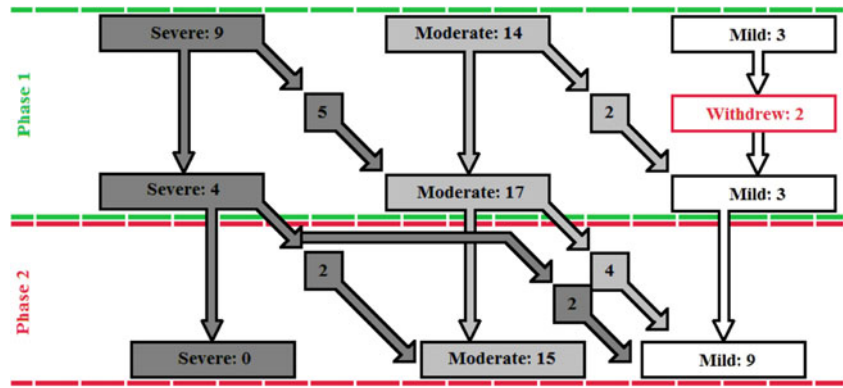 Phase 1
Severe: 9
Moderate: 14
Mild: 3
5
2
Withdrew: 2
Severe: 4
Moderate: 17
Mild: 3
Phase 2
2
4
2
Severe: 0
Moderate: 15
Mild: 9